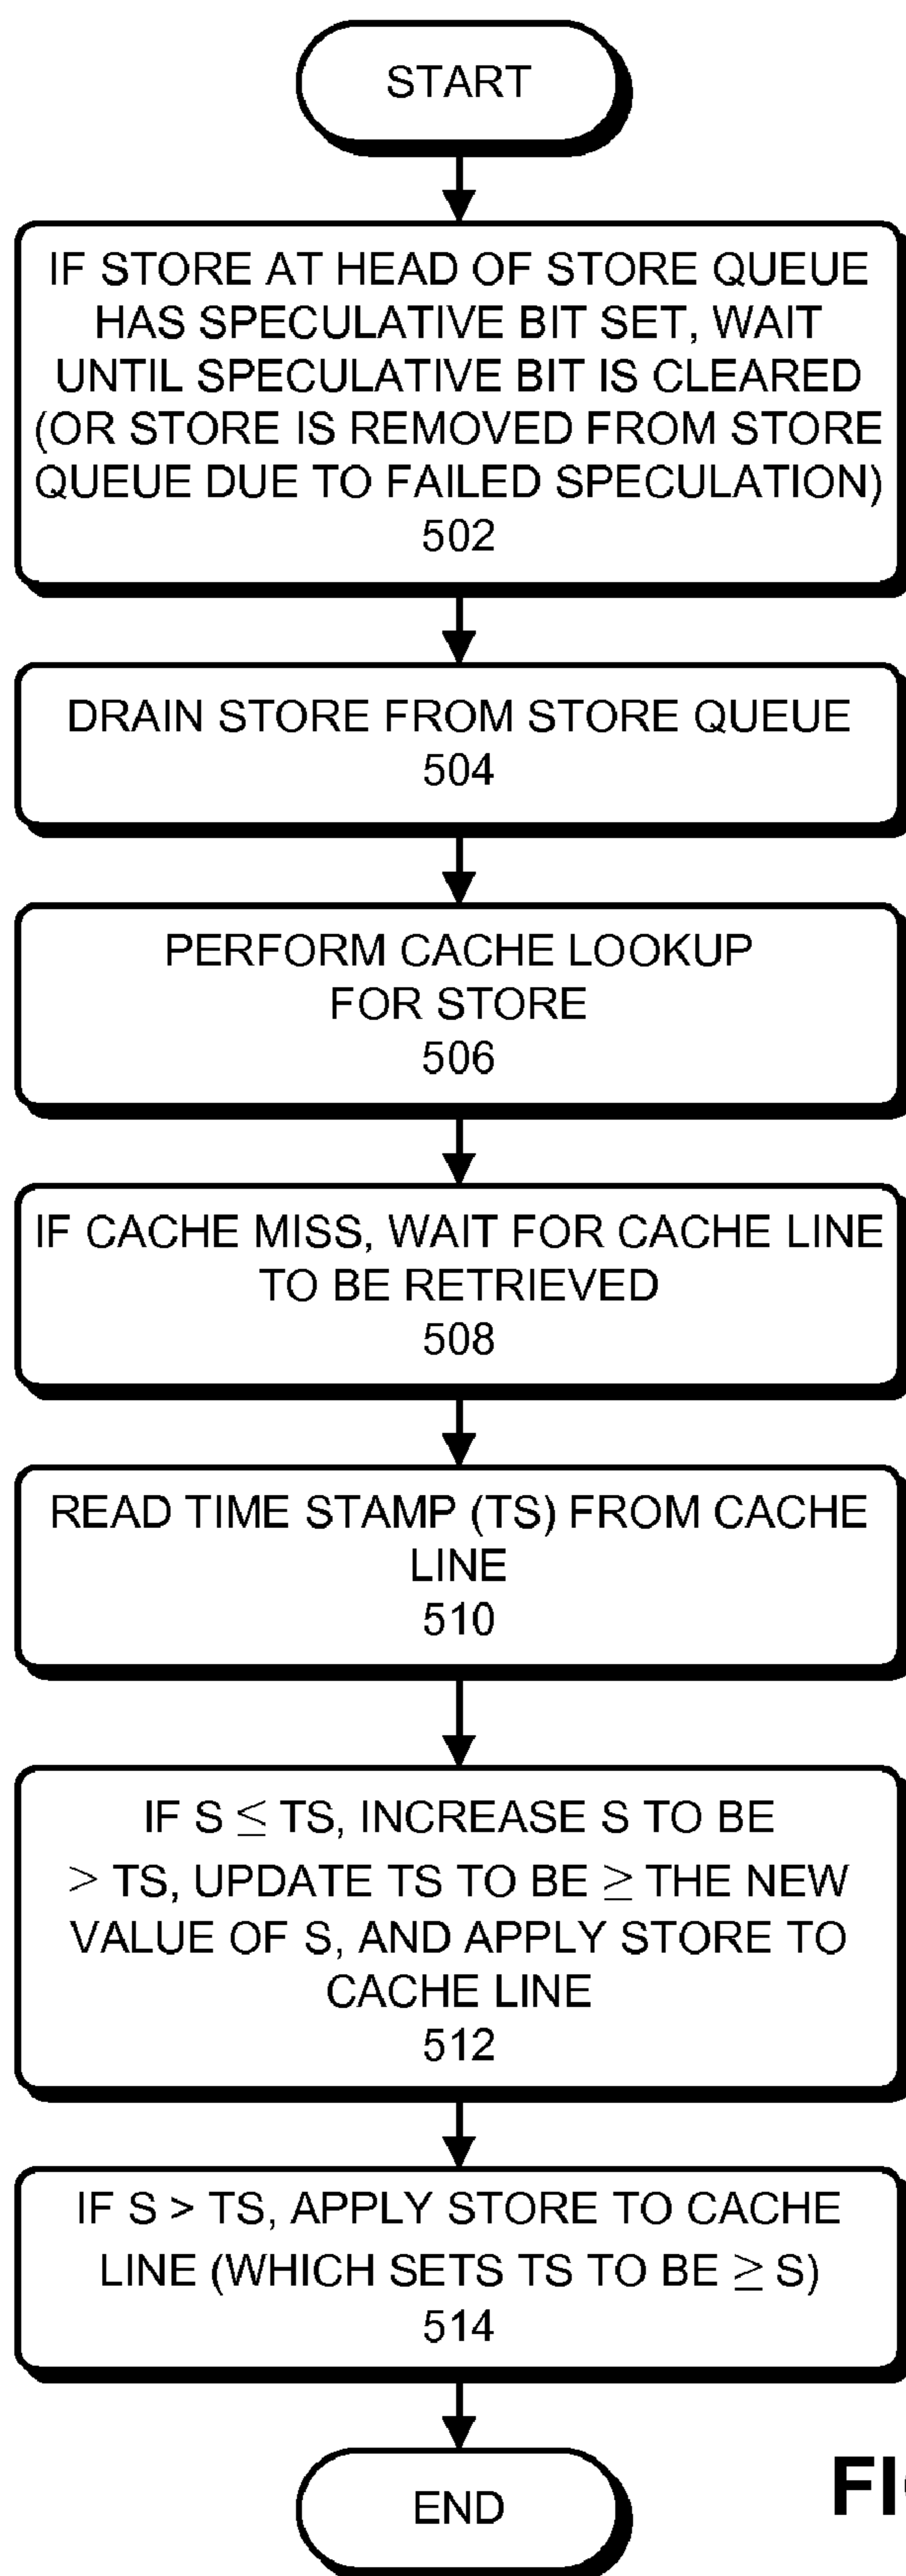 START
IF STORE AT HEAD OF STORE QUEUE
HAS SPECULATIVE BIT SET, WAIT
UNTIL SPECULATIVE BIT IS CLEARED
(OR STORE IS REMOVED FROM STORE
QUEUE DUE TO FAILED SPECULATION)
502
DRAIN STORE FROM STORE QUEUE
504
PERFORM CACHE LOOKUP
FOR STORE
506
IF CACHE MISS, WAIT FOR CACHE LINE
TO BE RETRIEVED
508
READ TIME STAMP (TS) FROM CACHE
LINE
510
IF S ≤ TS, INCREASE S TO BE
> TS, UPDATE TS TO BE ≥ THE NEW
VALUE OF S, AND APPLY STORE TO
CACHE LINE
512
IF S > TS, APPLY STORE TO CACHE
LINE (WHICH SETS TS TO BE ≥ S)
514
END